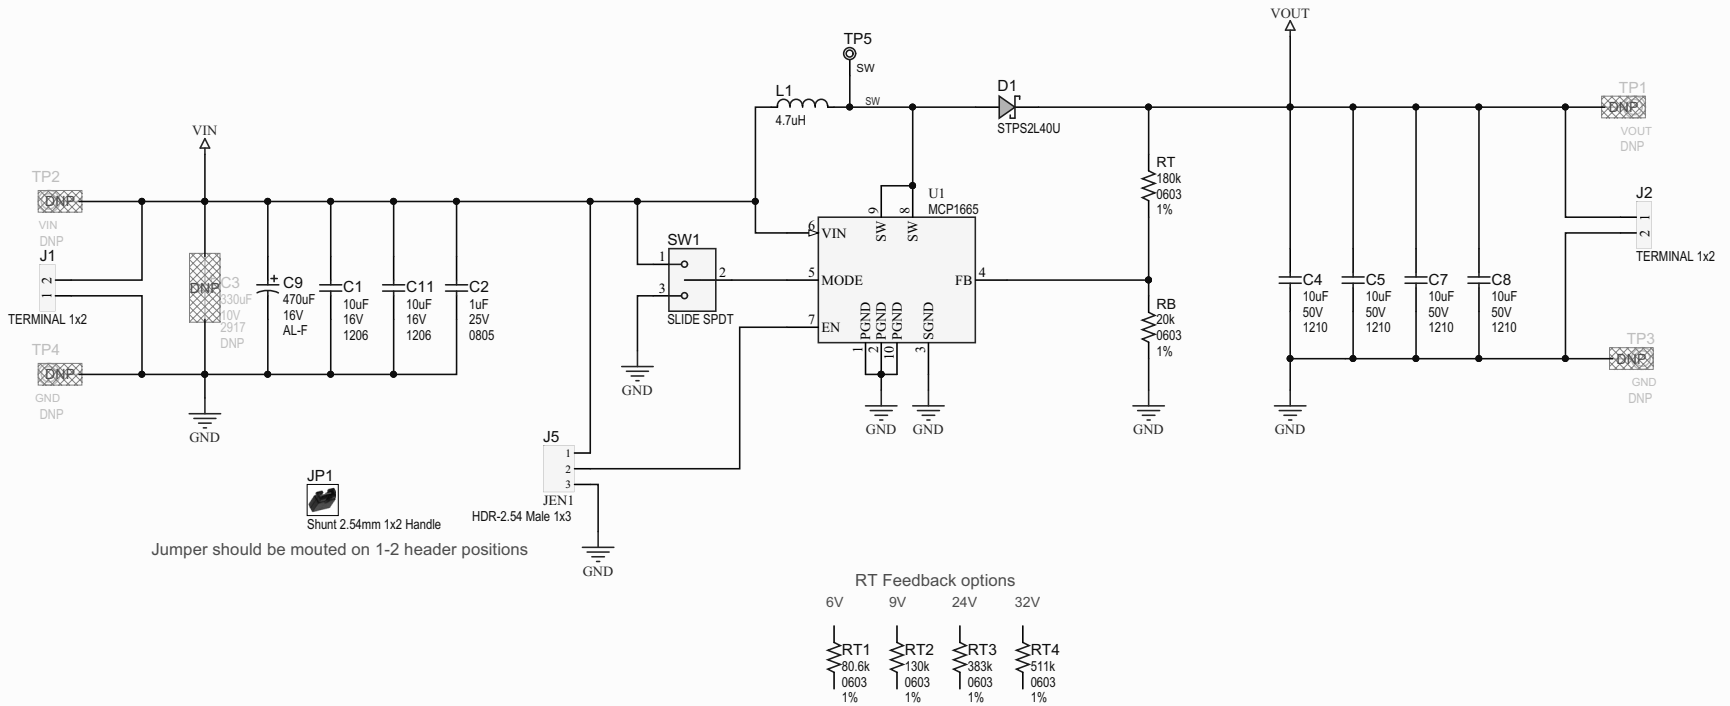 VOUT
TP5
SW
L1
4.7uH
SW
D1
STPS2L40U
TP1
DNP
VOUT
DNP
VIN
TP2
DNP
VIN
DNP
J1
2
1
TERMINAL 1x2
TP4
DNP
GND
DNP
C3
DNP
330uF
10V
2917
DNP
+
C9
470uF
16V
AL-F
C1
10uF
16V
1206
C11
10uF
16V
1206
C2
1uF
25V
0805
GND
SW1
1
2
3
SLIDE SPDT
GND
U1
MCP1665
9
8
SW
SW
6
VIN
5
MODE
7
EN
FB
4
PGND
PGND
PGND
SGND
1
2
10
3
GND
GND
RT
180k
0603
1%
RB
20k
0603
1%
GND
C4
10uF
50V
1210
C5
10uF
50V
1210
C7
10uF
50V
1210
C8
10uF
50V
1210
GND
J2
1
2
TERMINAL 1x2
TP3
DNP
GND
DNP
J5
1
2
3
JEN1
HDR-2.54 Male 1x3
GND
JP1
Shunt 2.54mm 1x2 Handle
Jumper should be mouted on 1-2 header positions
RT Feedback options
6V 9V 24V 32V
RT1
80.6k
0603
1%
RT2
130k
0603
1%
RT3
383k
0603
1%
RT4
511k
0603
1%